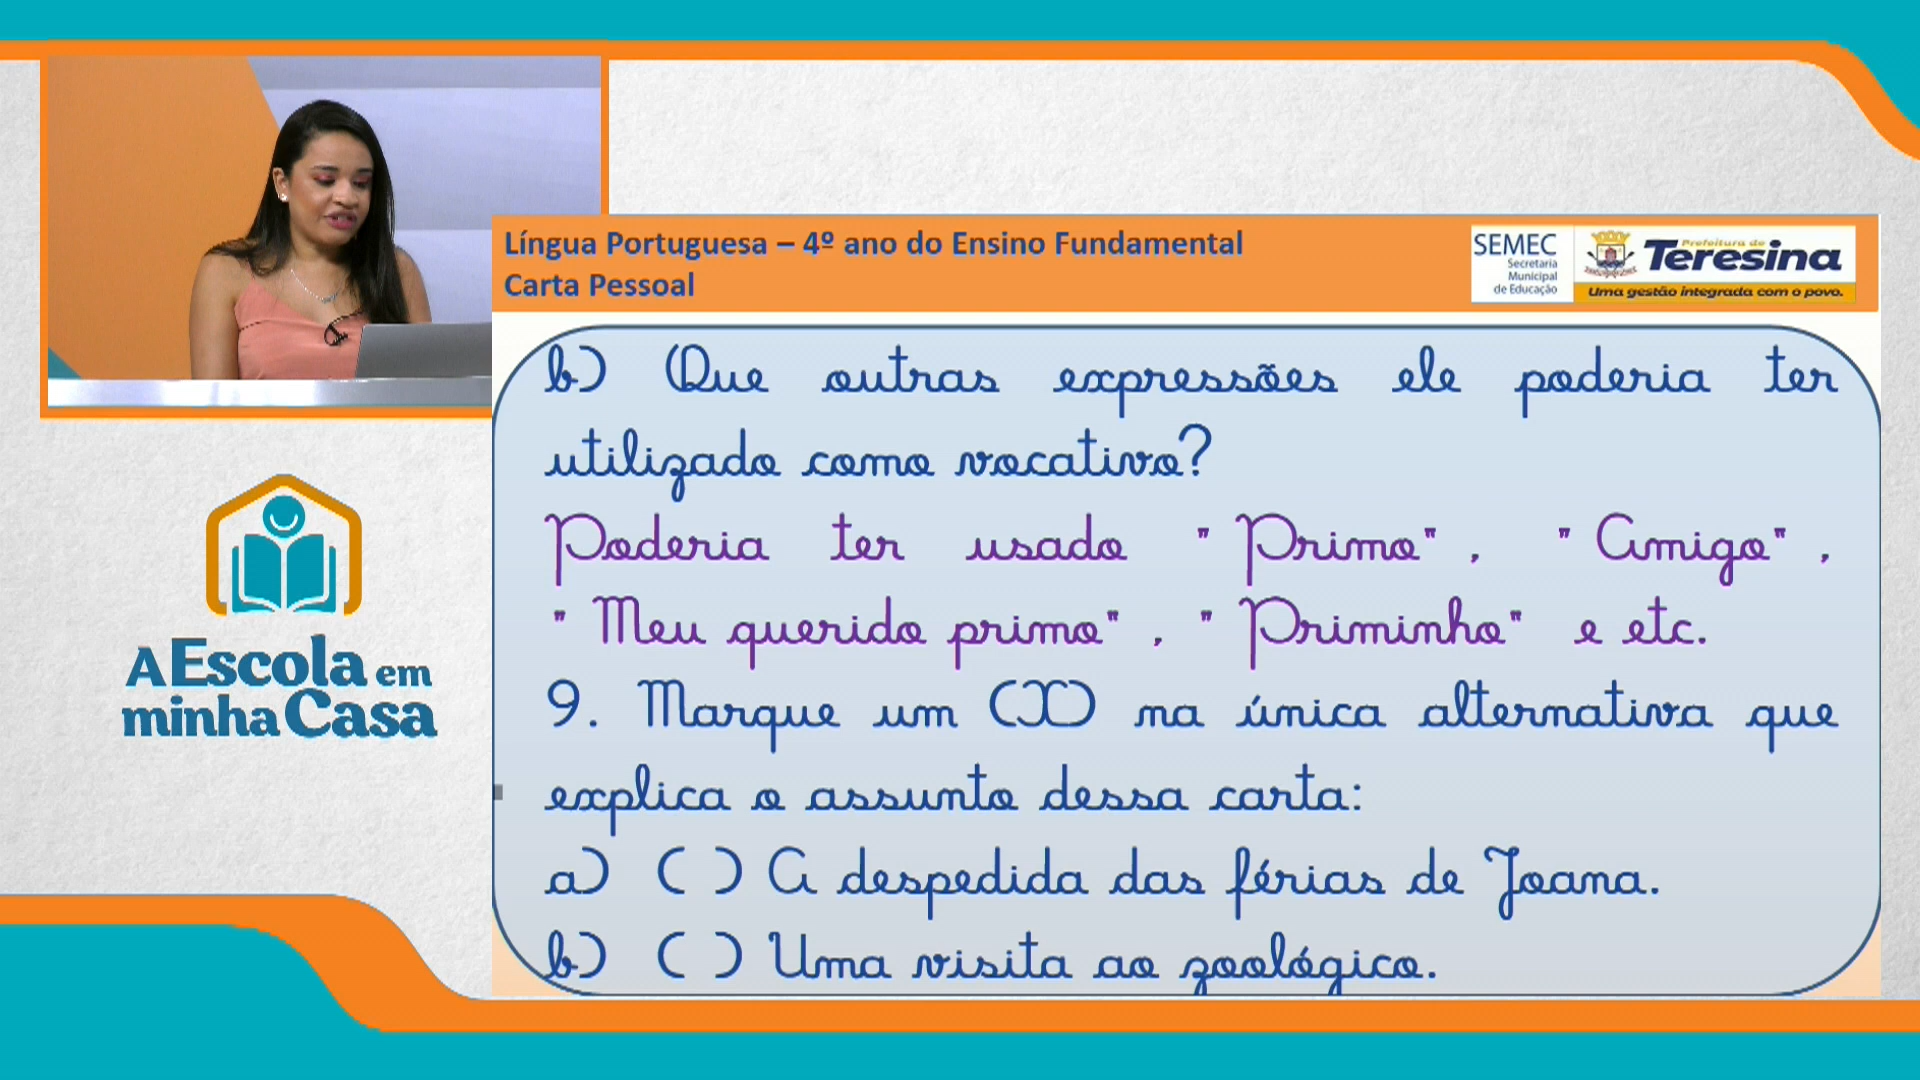 Língua Portuguesa – 4º ano do Ensino Fundamental
Carta Pessoal
SEMEC
Secretaria
Municipal
de Educação
Prefeitura de
Teresina
Uma gestão integrada com o povo.
b) Que outras expressões ele poderia ter
utilizado como vocativo?
Poderia ter usado " Primo" , " Amigo" ,
" Meu querido primo" , " Priminho" e etc.
9. Marque um (X) na única alternativa que
explica o assunto dessa carta:
a) ( ) A despedida das férias de Joana.
b) ( ) Uma visita ao zoológico.
A Escola em
minha Casa